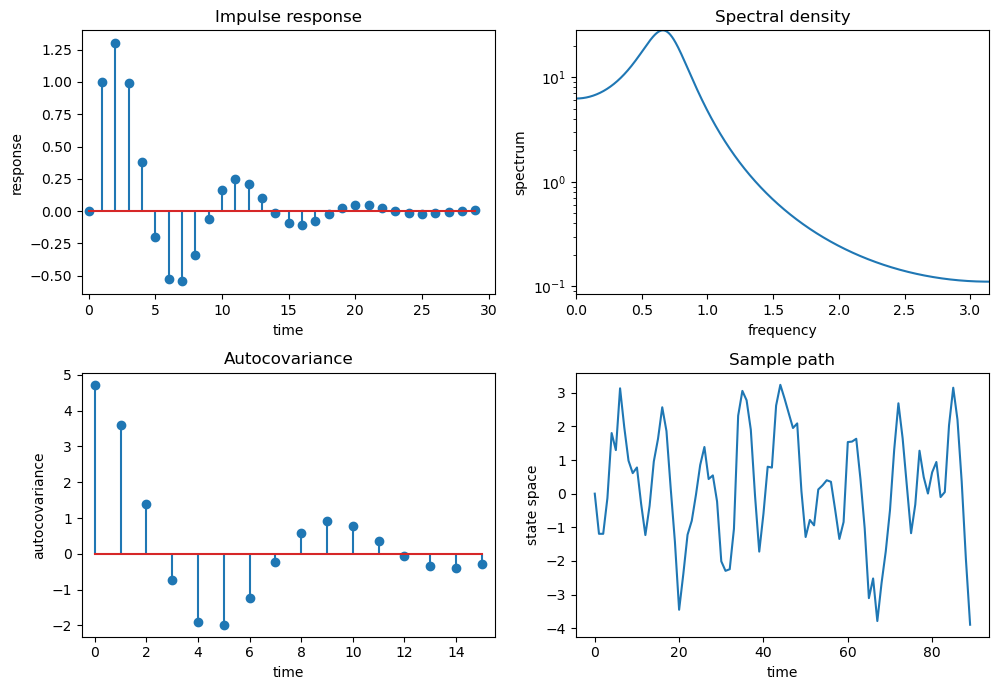 Impulse response
response
1.25
1.00
0.75
0.50
0.25
0.00
−0.25
−0.50
0 5 10 15 20 25 30
time
Spectral density
spectrum
10¹
10⁰
10⁻¹
0.0 0.5 1.0 1.5 2.0 2.5 3.0
frequency
Autocovariance
autocovariance
5
4
3
2
1
0
−1
−2
0 2 4 6 8 10 12 14
time
Sample path
state space
3
2
1
0
−1
−2
−3
−4
0 20 40 60 80
time